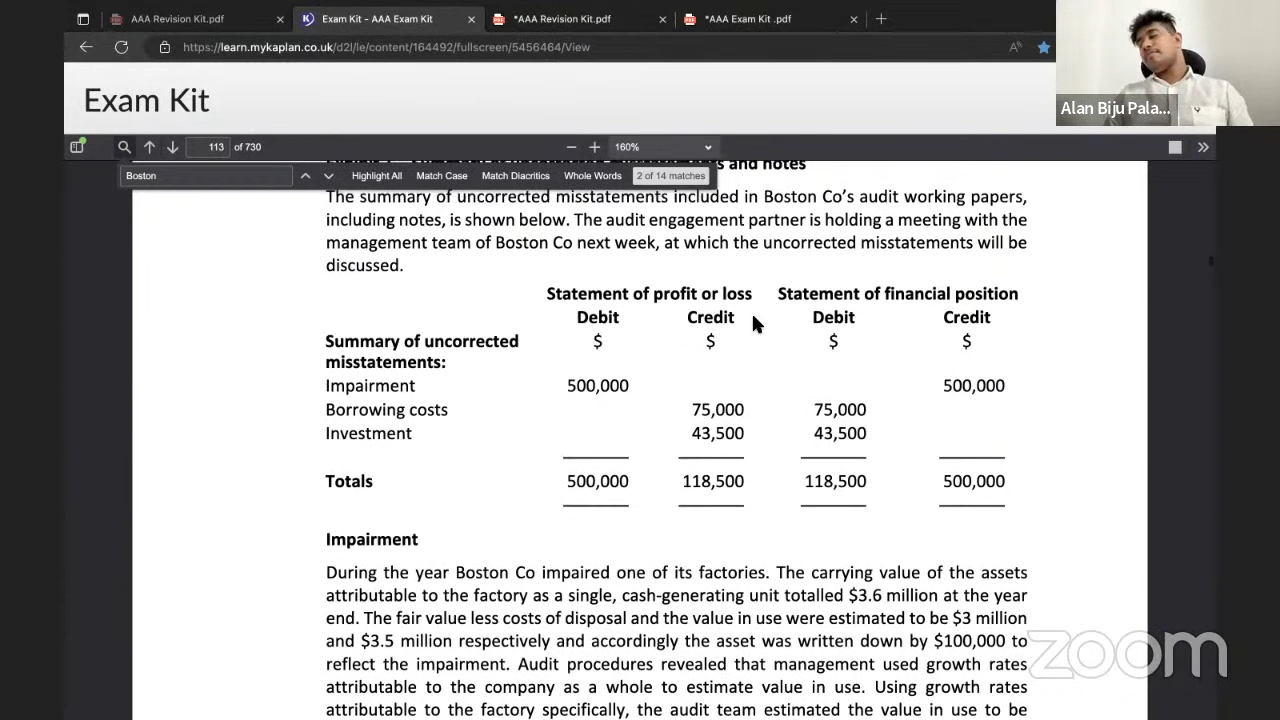 AAA Revision Kit.pdf
Exam Kit - AAA Exam Kit
*AAA Revision Kit.pdf
*AAA Exam Kit .pdf
https://learn.mykaplan.co.uk/d2l/le/content/164492/fullscreen/5456464/View
Exam Kit
Alan Biju Pala...
113 of 730
160%
Boston
Highlight All Match Case Match Diacritics Whole Words 2 of 14 matches
and notes
The summary of uncorrected misstatements included in Boston Co’s audit working papers,
including notes, is shown below. The audit engagement partner is holding a meeting with the
management team of Boston Co next week, at which the uncorrected misstatements will be
discussed.
Statement of profit or loss Statement of financial position
Debit Credit Debit Credit
Summary of uncorrected $ $ $ $
misstatements:
Impairment 500,000 500,000
Borrowing costs 75,000 75,000
Investment 43,500 43,500
Totals 500,000 118,500 118,500 500,000
Impairment
During the year Boston Co impaired one of its factories. The carrying value of the assets
attributable to the factory as a single, cash-generating unit totalled $3.6 million at the year
end. The fair value less costs of disposal and the value in use were estimated to be $3 million
and $3.5 million respectively and accordingly the asset was written down by $100,000 to
reflect the impairment. Audit procedures revealed that management used growth rates
attributable to the company as a whole to estimate value in use. Using growth rates
attributable to the factory specifically, the audit team estimated the value in use to be
zoom